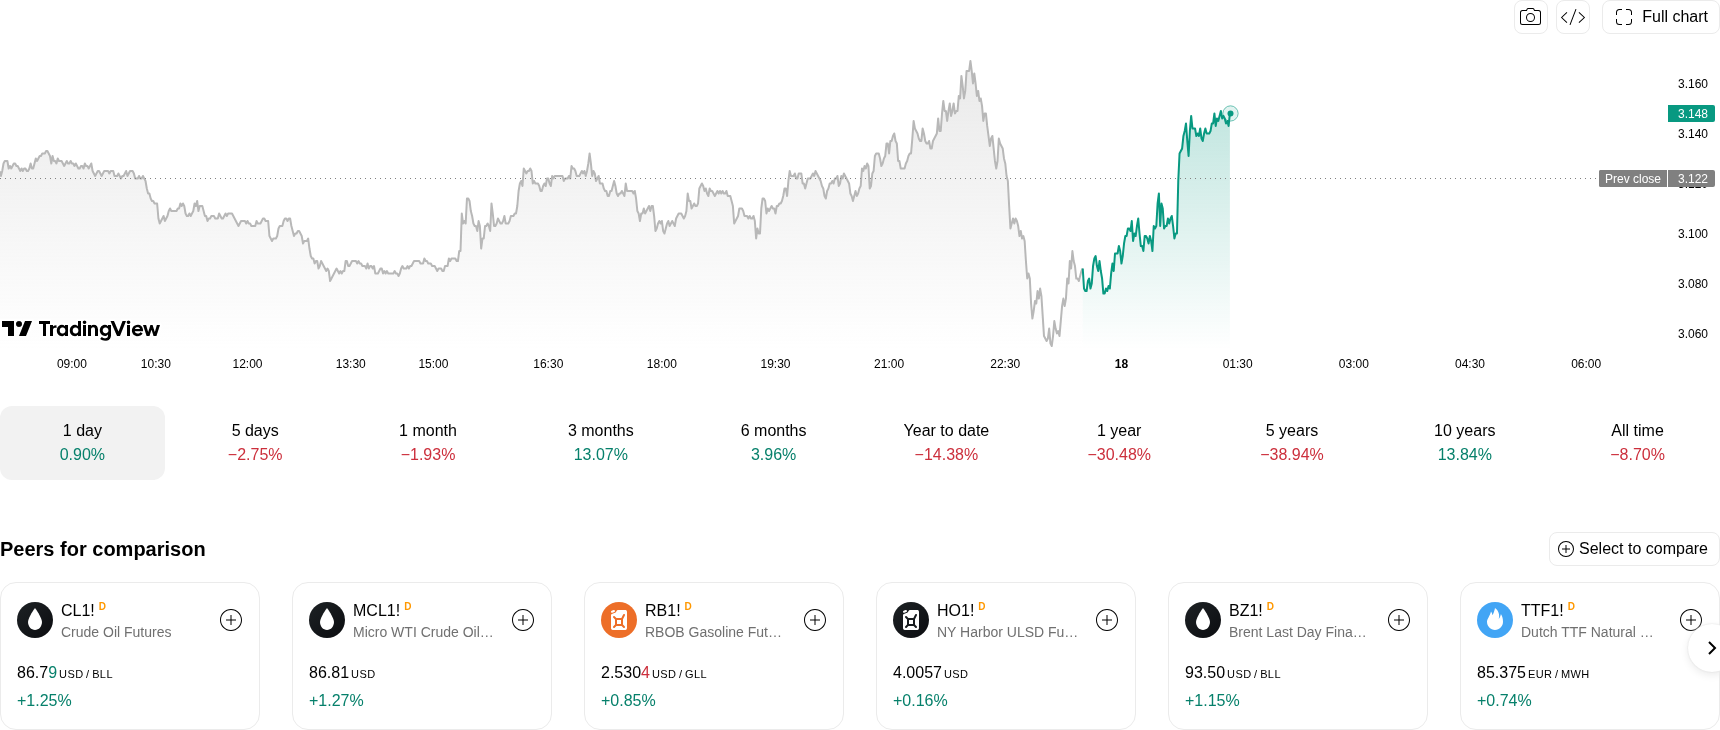 Full chart
3.160
3.148
3.140
Prev close 3.122
3.100
3.080
3.060
TradingView
09:00 10:30 12:00 13:30 15:00 16:30 18:00 19:30 21:00 22:30 18 01:30 03:00 04:30 06:00
1 day 5 days 1 month 3 months 6 months Year to date 1 year 5 years 10 years All time
0.90% −2.75% −1.93% 13.07% 3.96% −14.38% −30.48% −38.94% 13.84% −8.70%
Peers for comparison
Select to compare
CL1! D
Crude Oil Futures
86.79 USD / BLL
+1.25%
MCL1! D
Micro WTI Crude Oil…
86.81 USD
+1.27%
RB1! D
RBOB Gasoline Fut…
2.5304 USD / GLL
+0.85%
HO1! D
NY Harbor ULSD Fu…
4.0057 USD
+0.16%
BZ1! D
Brent Last Day Fina…
93.50 USD / BLL
+1.15%
TTF1! D
Dutch TTF Natural …
85.375 EUR / MWH
+0.74%